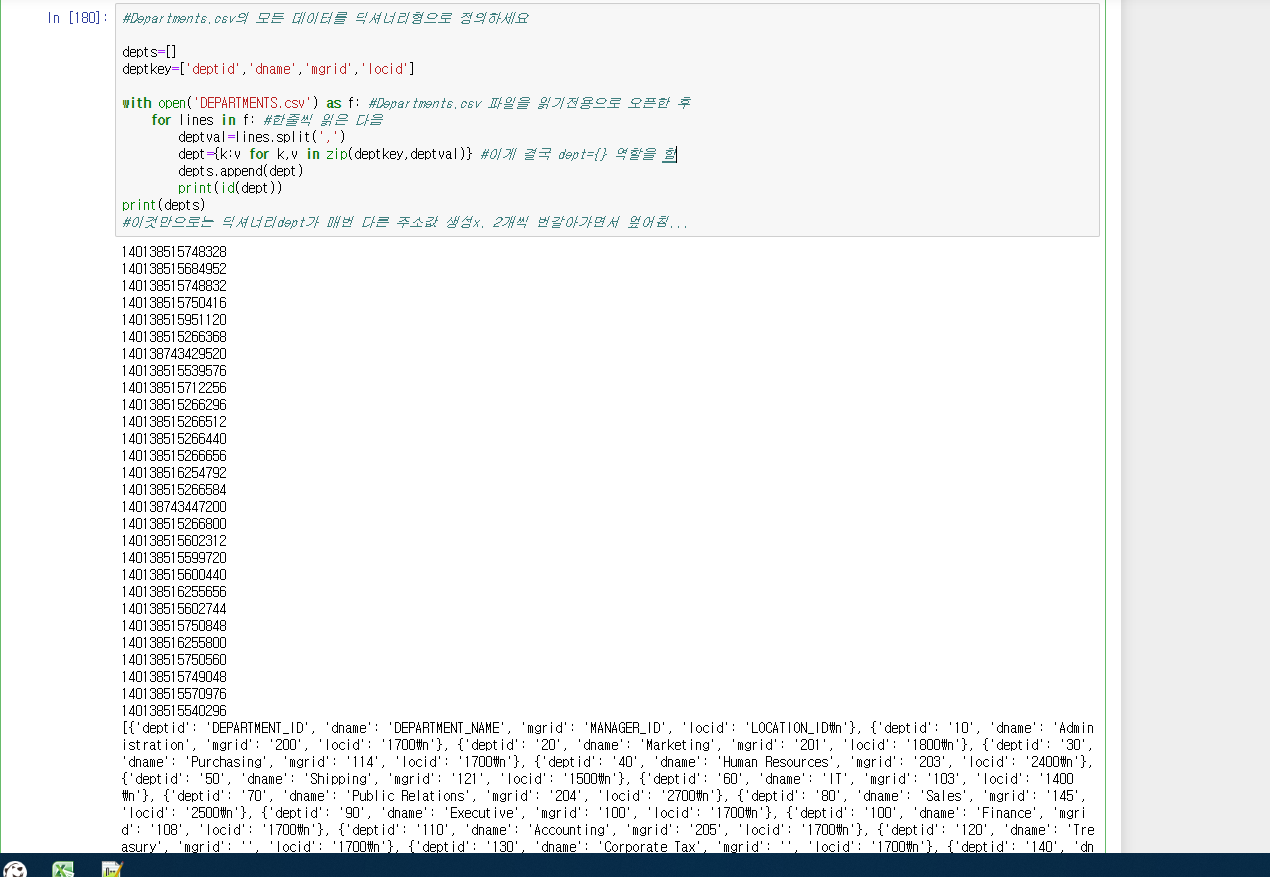 In [180]:
#Departments.csv의 모든 데이터를 딕셔너리형으로 정의하세요
depts=[]
deptkey=['deptid','dname','mgrid','locid']
with open('DEPARTMENTS.csv') as f: #Departments.csv 파일을 읽기전용으로 오픈한 후
for lines in f: #한줄씩 읽은 다음
deptval=lines.split(',')
dept={k:v for k,v in zip(deptkey,deptval)} #이게 결국 dept={} 역할을 함
depts.append(dept)
print(id(dept))
print(depts)
#이것만으로는 딕셔너리dept가 매번 다른 주소값 생성x. 2개씩 번갈아가면서 엎어침...
140138515748328
140138515684952
140138515748832
140138515750416
140138515951120
140138515266368
140138743429520
140138515539576
140138515712256
140138515266296
140138515266512
140138515266440
140138515266656
140138516254792
140138515266584
140138743447200
140138515266800
140138515602312
140138515599720
140138515600440
140138516255656
140138515602744
140138515750848
140138516255800
140138515750560
140138515749048
140138515570976
140138515540296
[{'deptid': 'DEPARTMENT_ID', 'dname': 'DEPARTMENT_NAME', 'mgrid': 'MANAGER_ID', 'locid': 'LOCATION_ID₩n'}, {'deptid': '10', 'dname': 'Admin
istration', 'mgrid': '200', 'locid': '1700₩n'}, {'deptid': '20', 'dname': 'Marketing', 'mgrid': '201', 'locid': '1800₩n'}, {'deptid': '30',
'dname': 'Purchasing', 'mgrid': '114', 'locid': '1700₩n'}, {'deptid': '40', 'dname': 'Human Resources', 'mgrid': '203', 'locid': '2400₩n'},
{'deptid': '50', 'dname': 'Shipping', 'mgrid': '121', 'locid': '1500₩n'}, {'deptid': '60', 'dname': 'IT', 'mgrid': '103', 'locid': '1400
₩n'}, {'deptid': '70', 'dname': 'Public Relations', 'mgrid': '204', 'locid': '2700₩n'}, {'deptid': '80', 'dname': 'Sales', 'mgrid': '145',
'locid': '2500₩n'}, {'deptid': '90', 'dname': 'Executive', 'mgrid': '100', 'locid': '1700₩n'}, {'deptid': '100', 'dname': 'Finance', 'mgri
d': '108', 'locid': '1700₩n'}, {'deptid': '110', 'dname': 'Accounting', 'mgrid': '205', 'locid': '1700₩n'}, {'deptid': '120', 'dname': 'Tre
asury', 'mgrid': '', 'locid': '1700₩n'}, {'deptid': '130', 'dname': 'Corporate Tax', 'mgrid': '', 'locid': '1700₩n'}, {'deptid': '140', 'dn